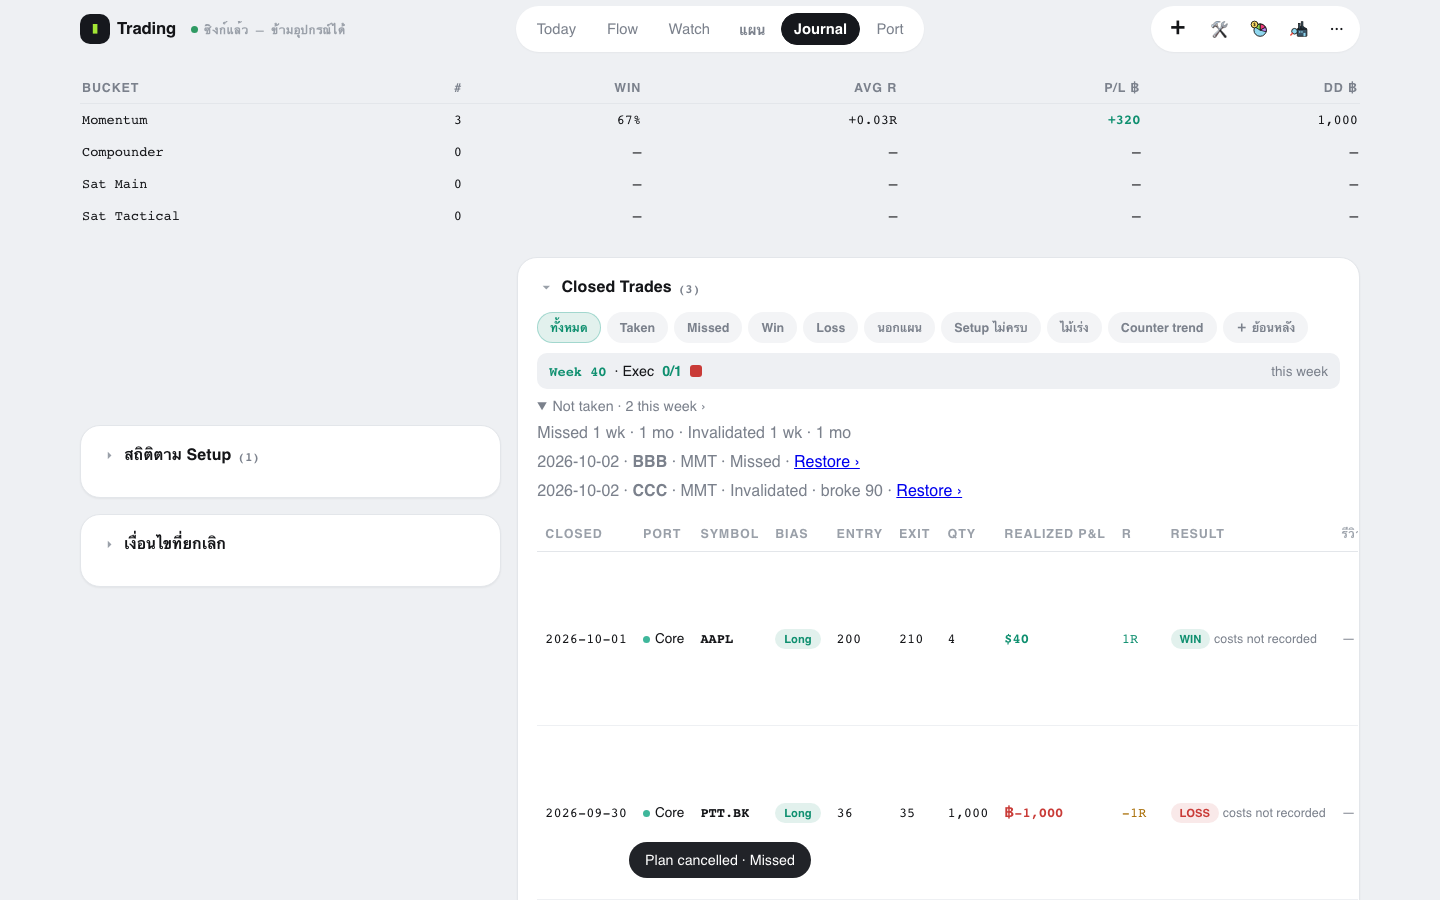 Trading ซิงก์แล้ว — ข้ามอุปกรณ์ได้ Today Flow Watch แผน Journal Port + ...
BUCKET # WIN AVG R P/L ฿ DD ฿
Momentum 3 67% +0.03R +320 1,000
Compounder 0 — — — —
Sat Main 0 — — — —
Sat Tactical 0 — — — —
Closed Trades (3)
ทั้งหมด Taken Missed Win Loss นอกแผน Setup ไม่ครบ ไม้เร่ง Counter trend + ย้อนหลัง
Week 40 · Exec 0/1 this week
▼ Not taken · 2 this week ›
Missed 1 wk · 1 mo · Invalidated 1 wk · 1 mo
2026-10-02 · BBB · MMT · Missed · Restore ›
2026-10-02 · CCC · MMT · Invalidated · broke 90 · Restore ›
สถิติตาม Setup (1)
เงื่อนไขที่ยกเลิก
CLOSED PORT SYMBOL BIAS ENTRY EXIT QTY REALIZED P&L R RESULT
2026-10-01 Core AAPL Long 200 210 4 $40 1R WIN costs not recorded —
2026-09-30 Core PTT.BK Long 36 35 1,000 ฿-1,000 -1R LOSS costs not recorded —
Plan cancelled · Missed